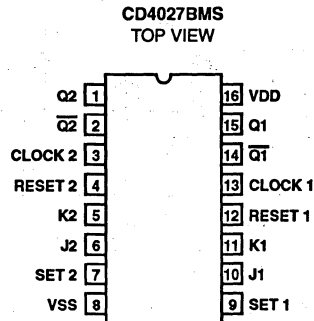 CD4027BMS
TOP VIEW
Q2 1 16 VDD
Q̅2̅ 2 15 Q1
CLOCK 2 3 14 Q̅1̅
RESET 2 4 13 CLOCK 1
K2 5 12 RESET 1
J2 6 11 K1
SET 2 7 10 J1
VSS 8 9 SET 1